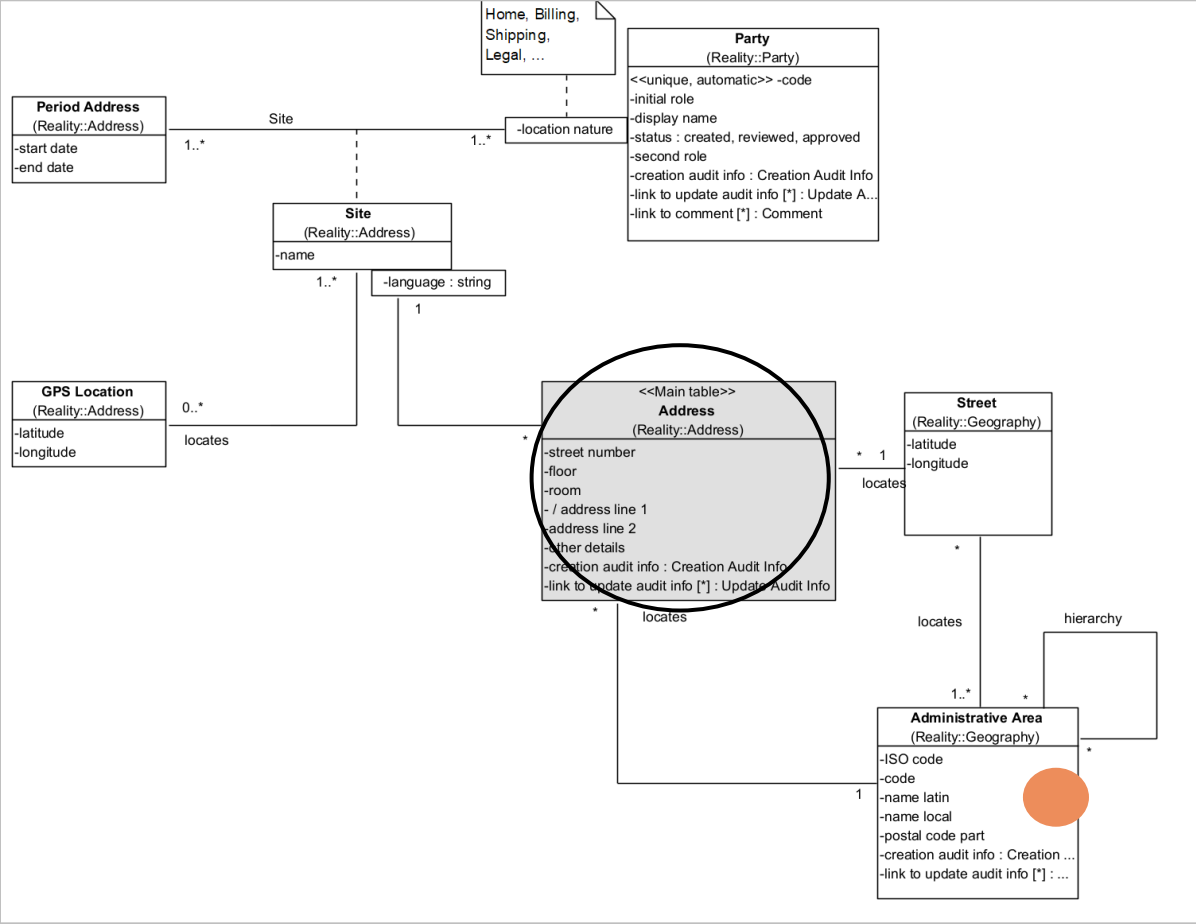 Home, Billing,
Shipping,
Legal, ...
Party
(Reality::Party)
<<unique, automatic>> -code
-initial role
-display name
-status : created, reviewed, approved
-second role
-creation audit info : Creation Audit Info
-link to update audit info [*] : Update A...
-link to comment [*] : Comment
Period Address
(Reality::Address)
-start date
-end date
Site
1..*
1..*
-location nature
Site
(Reality::Address)
-name
1..*
-language : string
1
GPS Location
(Reality::Address)
-latitude
-longitude
0..*
locates
*
<<Main table>>
Address
(Reality::Address)
-street number
-floor
-room
- / address line 1
-address line 2
-other details
-creation audit info : Creation Audit Info
-link to update audit info [*] : Update Audit Info
* 1
locates
Street
(Reality::Geography)
-latitude
-longitude
*
locates
1..*
*
locates
1
hierarchy
*
*
Administrative Area
(Reality::Geography)
-ISO code
-code
-name latin
-name local
-postal code part
-creation audit info : Creation ...
-link to update audit info [*] : ...